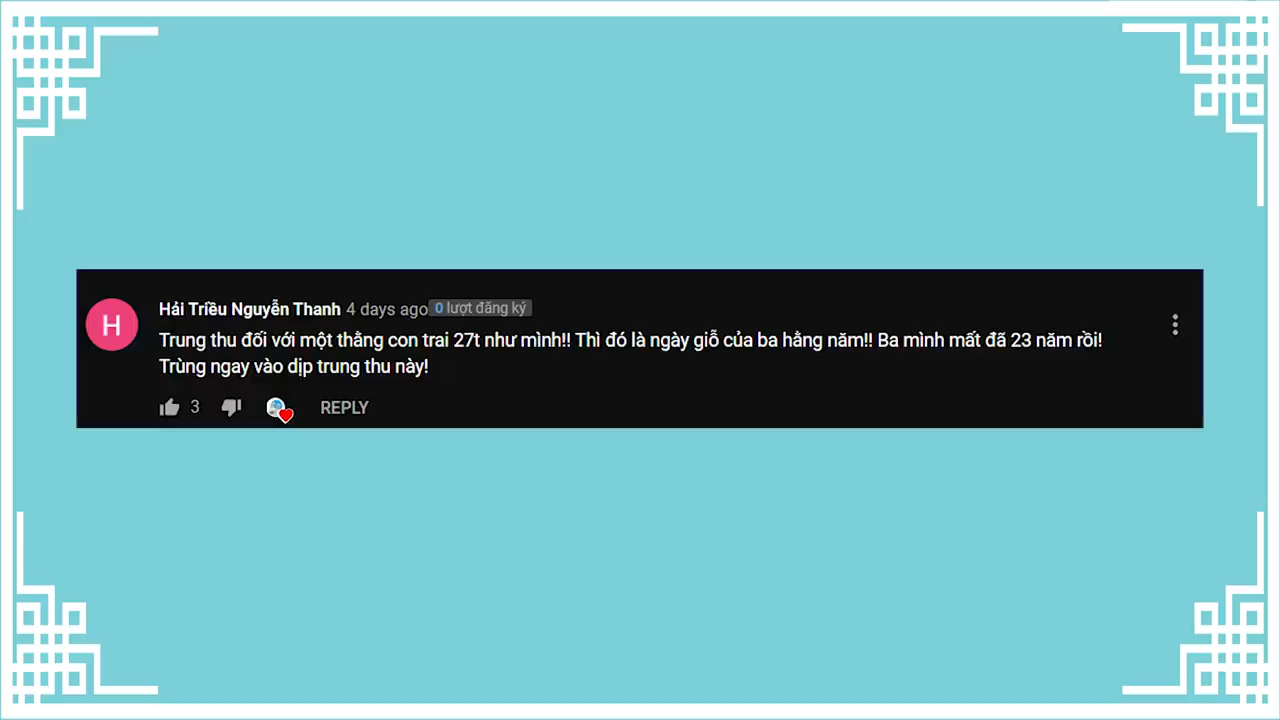 H
Hải Triều Nguyễn Thanh 4 days ago 0 lượt đăng ký
Trung thu đối với một thằng con trai 27t như mình!! Thì đó là ngày giỗ của ba hằng năm!! Ba mình mất đã 23 năm rồi!
Trùng ngay vào dịp trung thu này!
3 REPLY